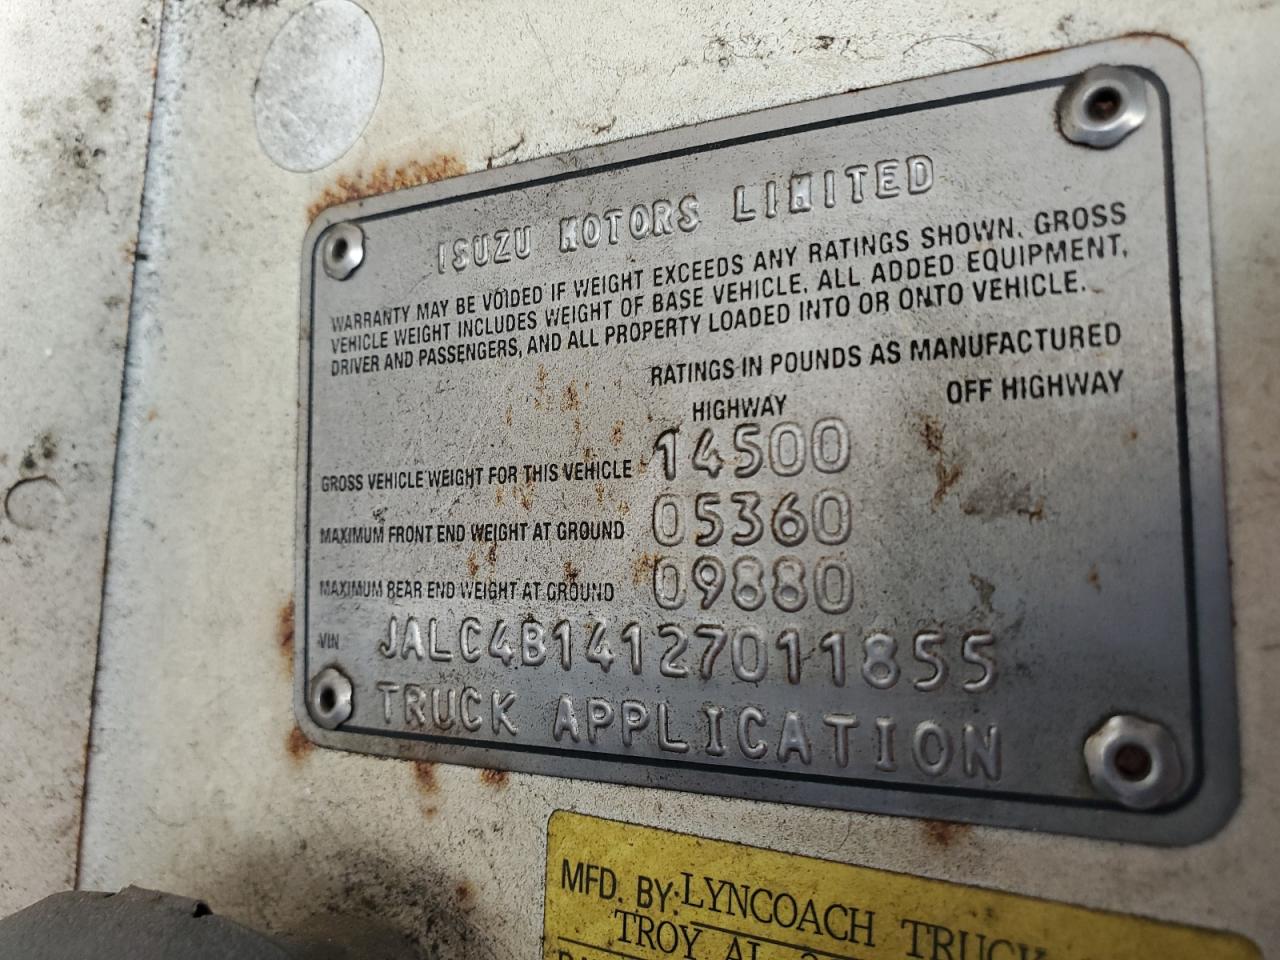 ISUZU MOTORS LIMITED
WARRANTY MAY BE VOIDED IF WEIGHT EXCEEDS ANY RATINGS SHOWN. GROSS
VEHICLE WEIGHT INCLUDES WEIGHT OF BASE VEHICLE, ALL ADDED EQUIPMENT,
DRIVER AND PASSENGERS, AND ALL PROPERTY LOADED INTO OR ONTO VEHICLE.
RATINGS IN POUNDS AS MANUFACTURED
HIGHWAY OFF HIGHWAY
GROSS VEHICLE WEIGHT FOR THIS VEHICLE 14500
MAXIMUM FRONT END WEIGHT AT GROUND 05360
MAXIMUM REAR END WEIGHT AT GROUND 09880
VIN JALC4B14127011855
TRUCK APPLICATION
MFD. BY: LYNCOACH TRUCK
TROY, AL